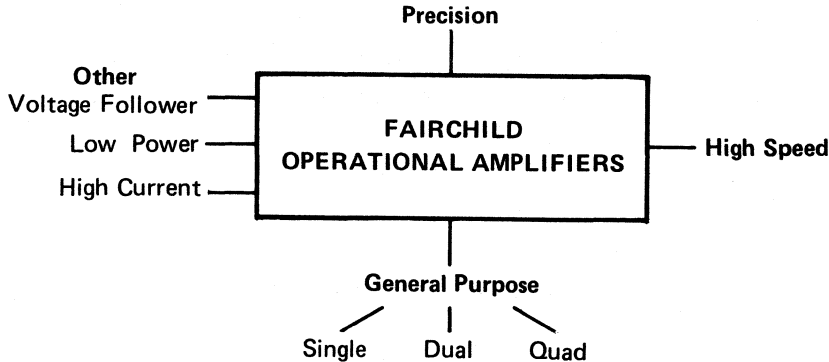 Precision
Other
Voltage Follower
Low Power
High Current
FAIRCHILD
OPERATIONAL AMPLIFIERS
High Speed
General Purpose
Single Dual Quad